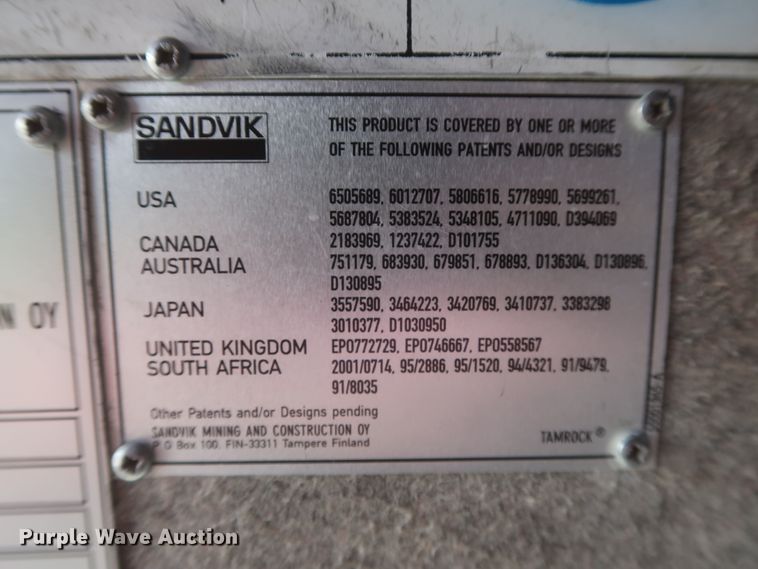 SANDVIK
THIS PRODUCT IS COVERED BY ONE OR MORE
OF THE FOLLOWING PATENTS AND/OR DESIGNS
USA 6505689, 6012707, 5806616, 5778990, 5699261,
5687804, 5383524, 5348105, 4711090, D394069
CANADA 2183969, 1237422, D101755
AUSTRALIA 751179, 683930, 679851, 678893, D136304, D130896,
D130895
JAPAN 3557590, 3464223, 3420769, 3410737, 3383298
3010377, D1030950
UNITED KINGDOM EP0772729, EP0746667, EP0558567
SOUTH AFRICA 2001/0714, 95/2886, 95/1520, 94/4321, 91/9479,
91/8035
Other Patents and/or Designs pending
SANDVIK MINING AND CONSTRUCTION OY
P O Box 100, FIN-33311 Tampere Finland
TAMROCK ®
N OY
Purple Wave Auction